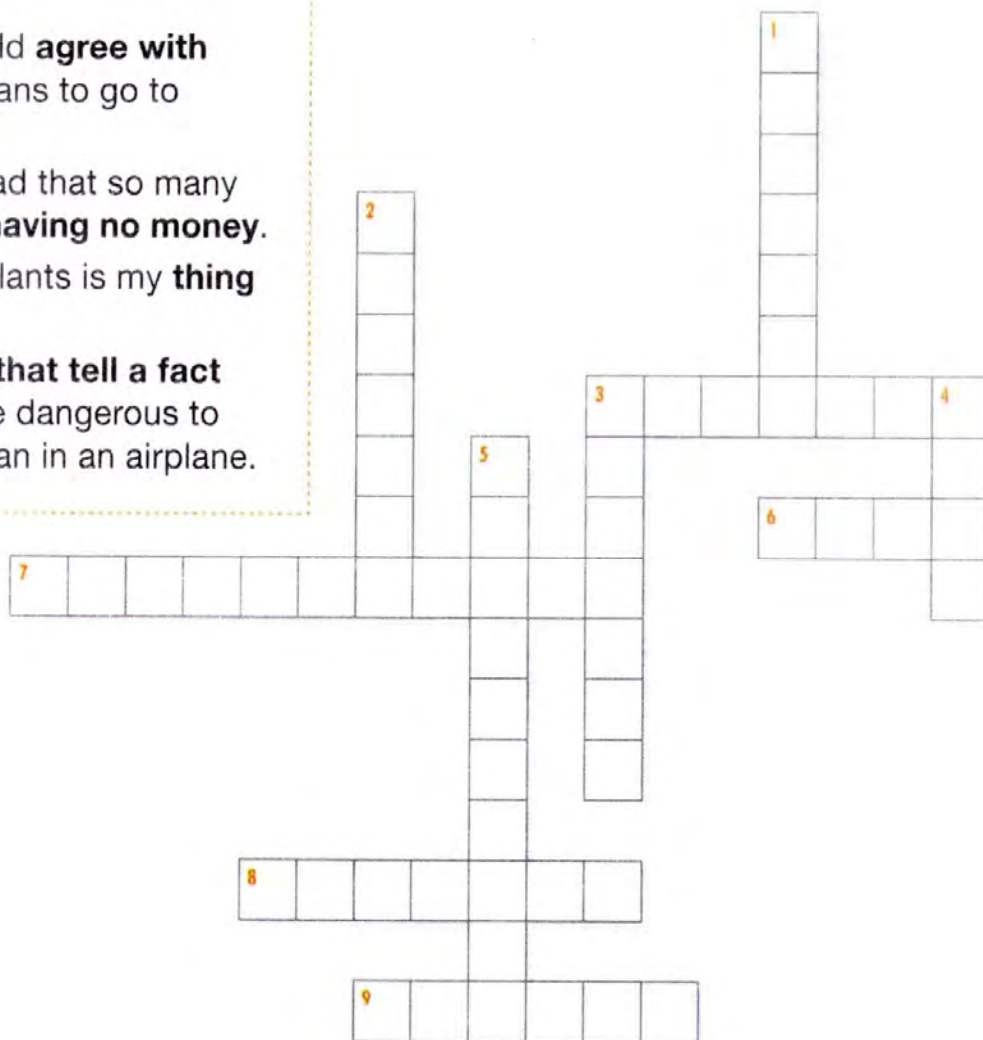 ld agree with
ans to go to
ad that so many
having no money.
lants is my thing
that tell a fact
e dangerous to
an in an airplane.
1
2
3
4
5
6
7
8
9